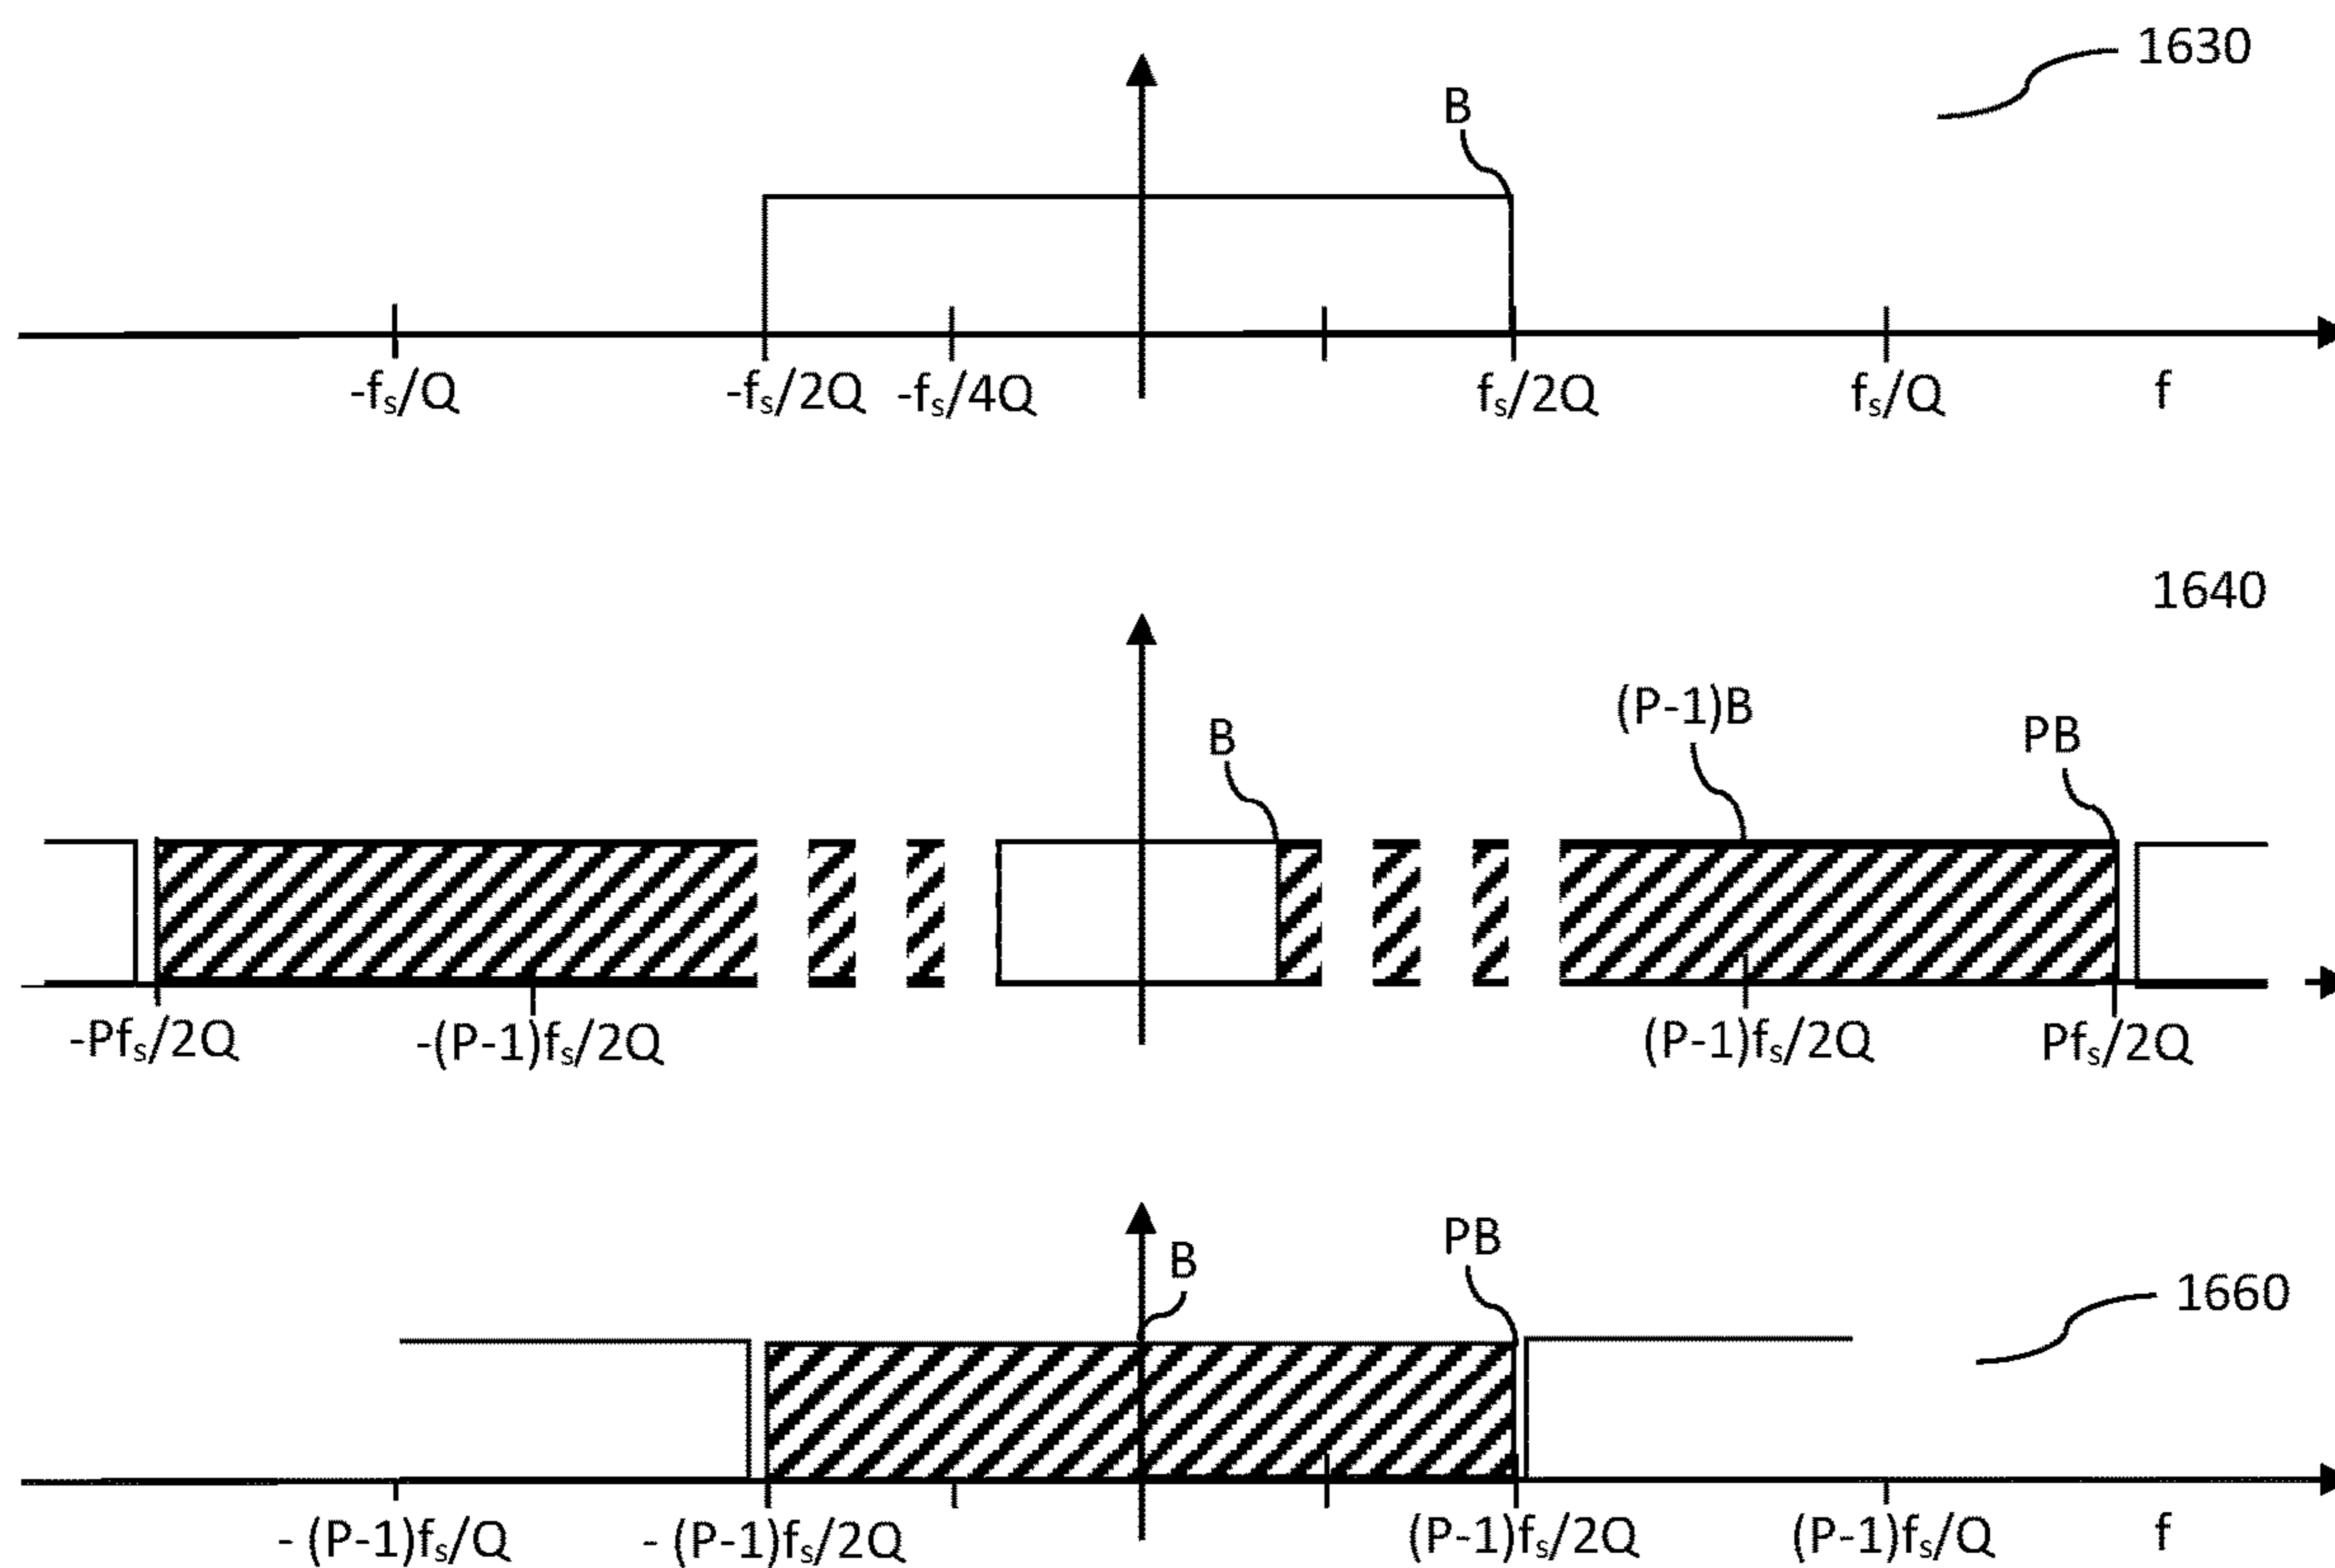 1630
B
-fₛ/Q -fₛ/2Q -fₛ/4Q fₛ/2Q fₛ/Q f
1640
(P-1)B
B PB
-Pfₛ/2Q -(P-1)fₛ/2Q (P-1)fₛ/2Q Pfₛ/2Q
B PB
1660
- (P-1)fₛ/Q - (P-1)fₛ/2Q (P-1)fₛ/2Q (P-1)fₛ/Q f